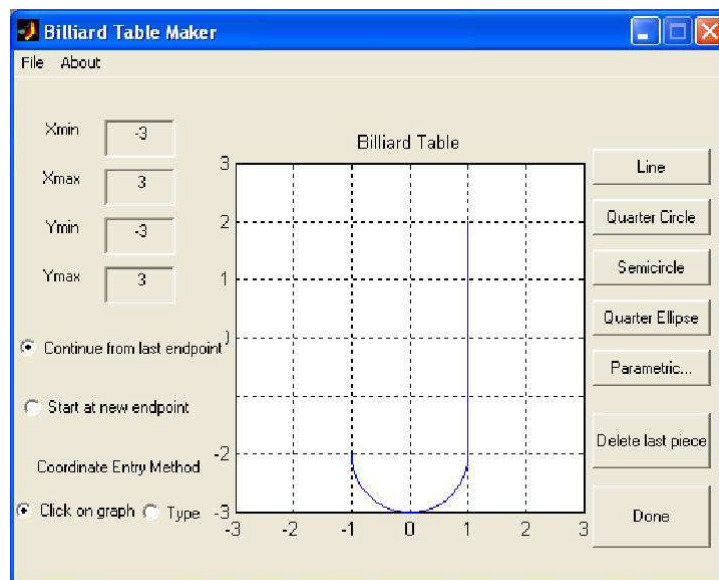 Billiard Table Maker
File About
Xmin -3
Xmax 3
Ymin -3
Ymax 3
Continue from last endpoint
Start at new endpoint
Coordinate Entry Method
Click on graph Type
Billiard Table
3
2
1
-2
-3
-3 -2 -1 0 1 2 3
Line
Quarter Circle
Semicircle
Quarter Ellipse
Parametric...
Delete last piece
Done